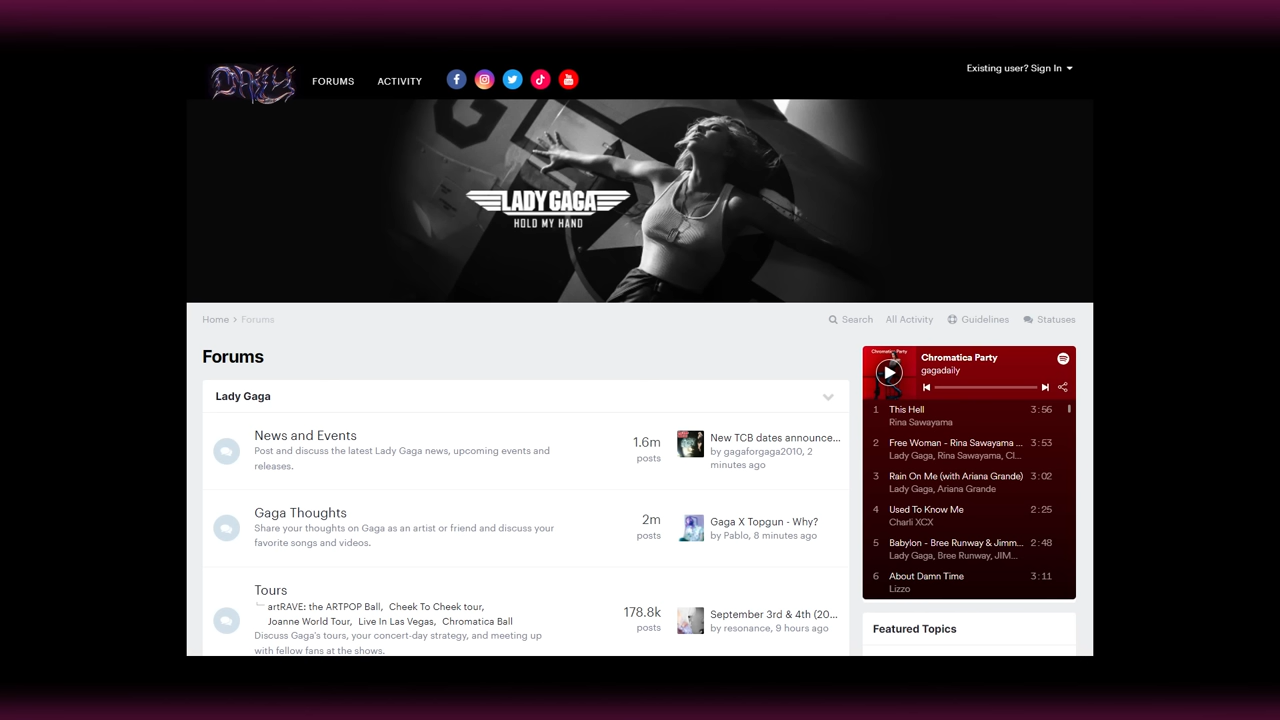 DAILY
FORUMS
ACTIVITY
Existing user? Sign In
LADY GAGA
HOLD MY HAND
Home > Forums
Search
All Activity
Guidelines
Statuses
Forums
Lady Gaga
News and Events
Post and discuss the latest Lady Gaga news, upcoming events and
releases.
1.6m
posts
New TCB dates announce...
by gagaforgaga2010, 2
minutes ago
Gaga Thoughts
Share your thoughts on Gaga as an artist or friend and discuss your
favorite songs and videos.
2m
posts
Gaga X Topgun - Why?
by Pablo, 8 minutes ago
Tours
artRAVE: the ARTPOP Ball, Cheek To Cheek tour,
Joanne World Tour, Live In Las Vegas, Chromatica Ball
Discuss Gaga's tours, your concert-day strategy, and meeting up
with fellow fans at the shows.
178.8k
posts
September 3rd & 4th (20...
by resonance, 9 hours ago
Chromatica Party
Chromatica Party
gagadaily
1 This Hell 3:56
Rina Sawayama
2 Free Woman - Rina Sawayama ... 3:53
Lady Gaga, Rina Sawayama, Cl...
3 Rain On Me (with Ariana Grande) 3:02
Lady Gaga, Ariana Grande
4 Used To Know Me 2:25
Charli XCX
5 Babylon - Bree Runway & Jimm... 2:48
Lady Gaga, Bree Runway, JIM...
6 About Damn Time 3:11
Lizzo
Featured Topics